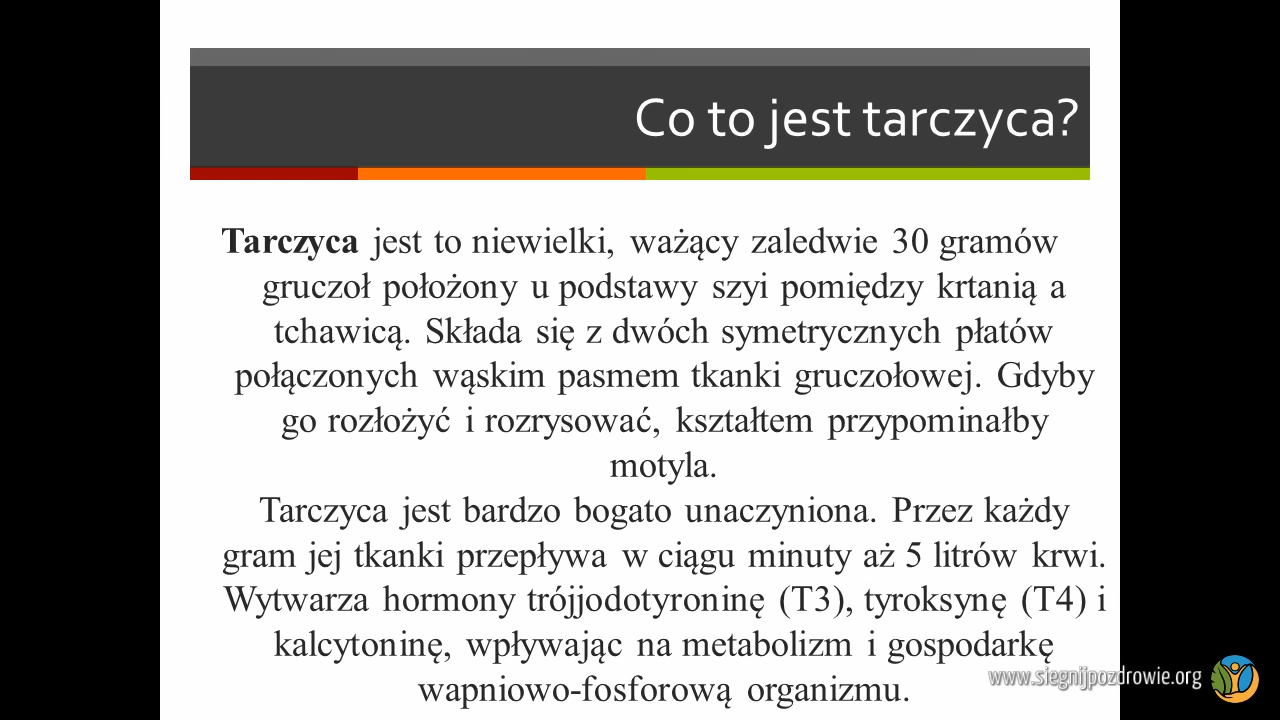 Co to jest tarczyca?
Tarczyca jest to niewielki, ważący zaledwie 30 gramów
gruczoł położony u podstawy szyi pomiędzy krtanią a
tchawicą. Składa się z dwóch symetrycznych płatów
połączonych wąskim pasmem tkanki gruczołowej. Gdyby
go rozłożyć i rozrysować, kształtem przypominałby
motyla.
Tarczyca jest bardzo bogato unaczyniona. Przez każdy
gram jej tkanki przepływa w ciągu minuty aż 5 litrów krwi.
Wytwarza hormony trójjodotyroninę (T3), tyroksynę (T4) i
kalcytoninę, wpływając na metabolizm i gospodarkę
wapniowo-fosforową organizmu.
www.siegnijpozdrowie.org